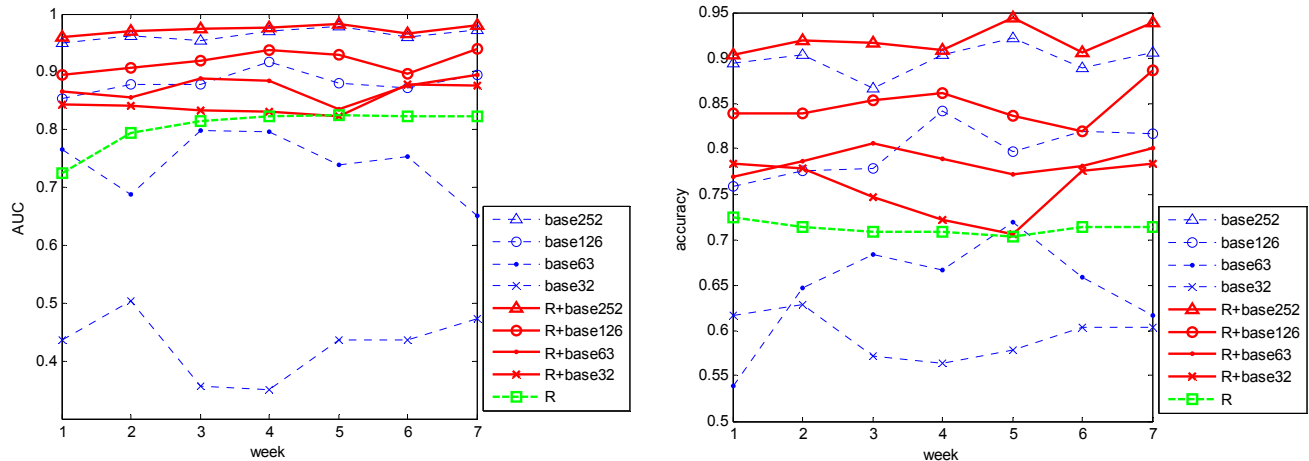 1
0.9
0.8
0.7
0.6
0.5
0.4
AUC
1
2
3
4
5
6
7
week
base252
base126
base63
base32
R+base252
R+base126
R+base63
R+base32
R
0.95
0.9
0.85
0.8
0.75
0.7
0.65
0.6
0.55
0.5
accuracy
1
2
3
4
5
6
7
week
base252
base126
base63
base32
R+base252
R+base126
R+base63
R+base32
R